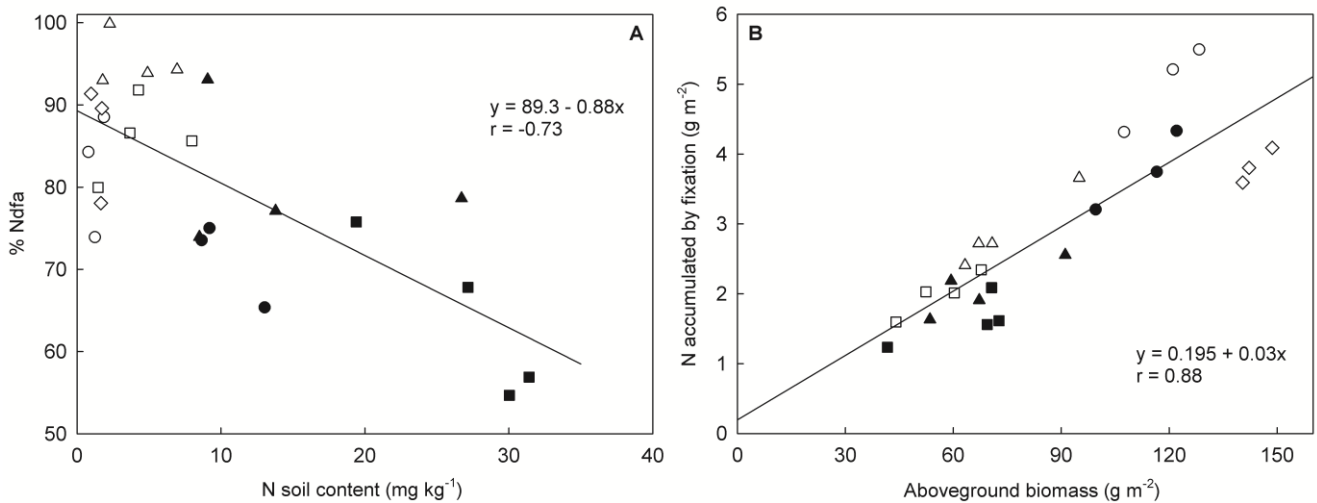 A
100
90
80
70
60
50
% Ndfa
y = 89.3 - 0.88x
r = -0.73
0 10 20 30 40
N soil content (mg kg⁻¹)
B
6
5
4
3
2
1
0
N accumulated by fixation (g m⁻²)
y = 0.195 + 0.03x
r = 0.88
0 30 60 90 120 150
Aboveground biomass (g m⁻²)